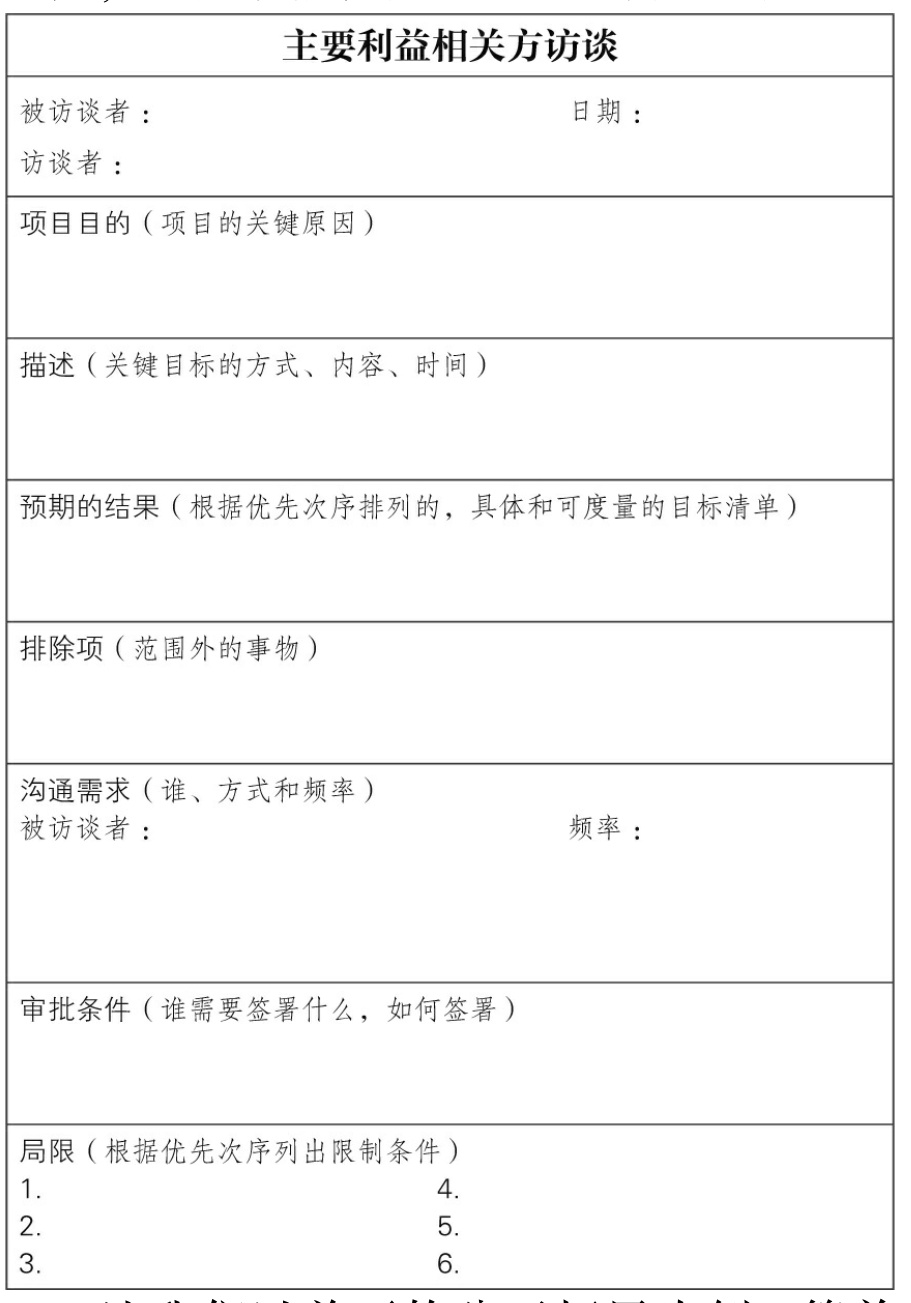 主要利益相关方访谈
被访谈者： 日期：
访谈者：
项目目的（项目的关键原因）
描述（关键目标的方式、内容、时间）
预期的结果（根据优先次序排列的，具体和可度量的目标清单）
排除项（范围外的事物）
沟通需求（谁、方式和频率）
被访谈者： 频率：
审批条件（谁需要签署什么，如何签署）
局限（根据优先次序列出限制条件）
1. 4.
2. 5.
3. 6.